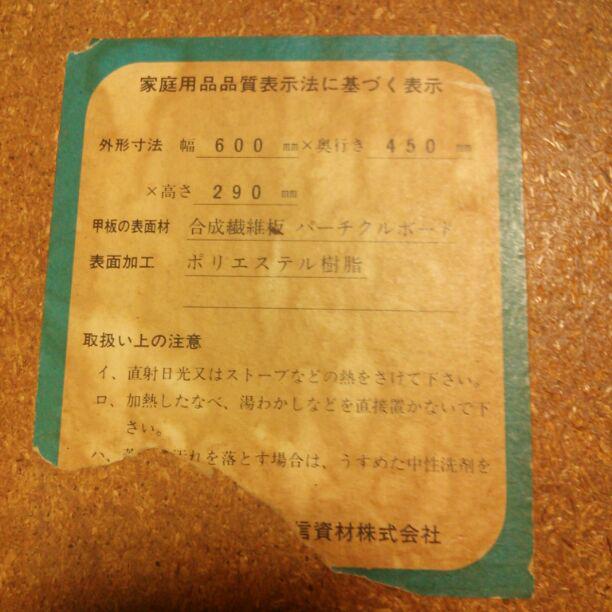 家庭用品品質表示法に基づく表示
外形寸法 幅 600 mm×奥行き 450 mm
×高さ 290 mm
甲板の表面材 合成繊維板 パーチクルボード
表面加工 ポリエステル樹脂
取扱い上の注意
イ、直射日光又はストーブなどの熱をさけて下さい。
ロ、加熱したなべ、湯わかしなどを直接置かないで下
さい。
ハ、汚れを落とす場合は、うすめた中性洗剤を
信資材株式会社